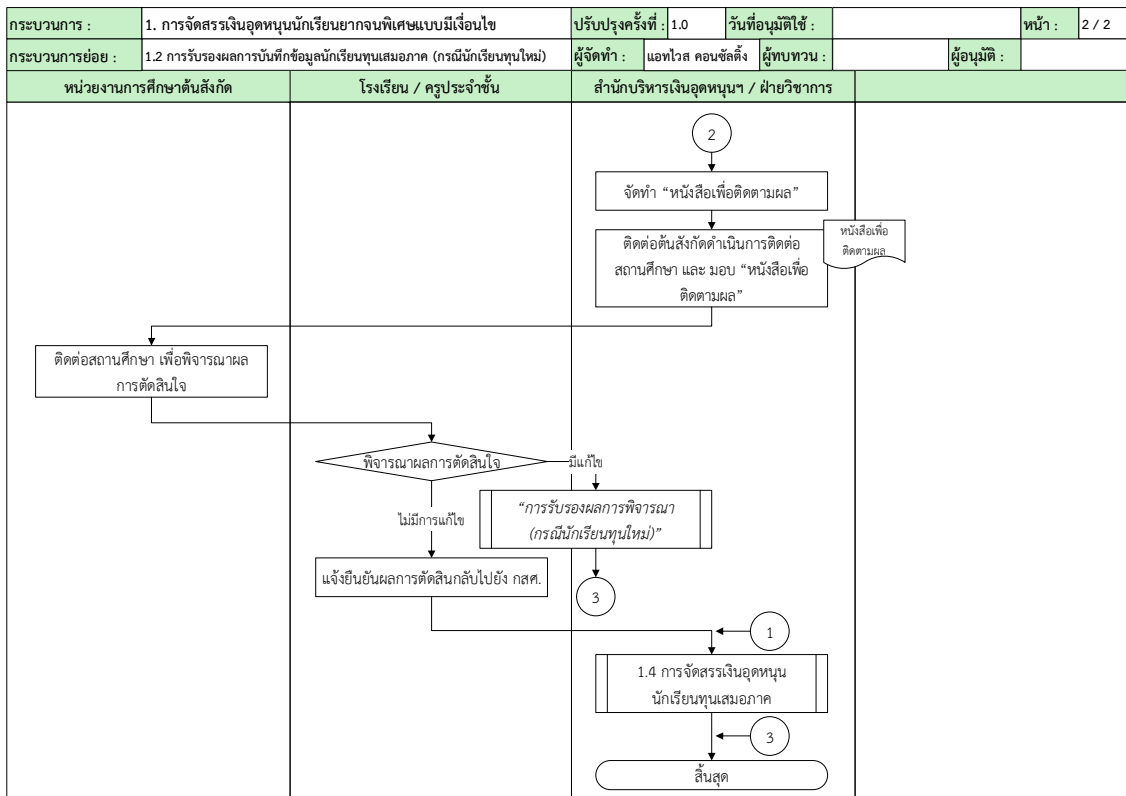 กระบวนการ : 1. การจัดสรรเงินอุดหนุนนักเรียนยากจนพิเศษแบบมีเงื่อนไข ปรับปรุงครั้งที่ : 1.0 วันที่อนุมัติใช้ : หน้า : 2 / 2
กระบวนการย่อย : 1.2 การรับรองผลการบันทึกข้อมูลนักเรียนทุนเสมอภาค (กรณีนักเรียนทุนใหม่) ผู้จัดทำ : แอทไวส คอนซัลติ้ง ผู้ทบทวน : ผู้อนุมัติ :
หน่วยงานการศึกษาต้นสังกัด โรงเรียน / ครูประจำชั้น สำนักบริหารเงินอุดหนุนฯ / ฝ่ายวิชาการ
2
จัดทำ “หนังสือเพื่อติดตามผล”
ติดต่อต้นสังกัดดำเนินการติดต่อ
สถานศึกษา และ มอบ “หนังสือเพื่อ
ติดตามผล”
หนังสือเพื่อ
ติดตามผล
ติดต่อสถานศึกษา เพื่อพิจารณาผล
การตัดสินใจ
พิจารณาผลการตัดสินใจ
มีแก้ไข
ไม่มีการแก้ไข
“การรับรองผลการพิจารณา
(กรณีนักเรียนทุนใหม่)”
แจ้งยืนยันผลการตัดสินกลับไปยัง กสศ.
3
1
1.4 การจัดสรรเงินอุดหนุน
นักเรียนทุนเสมอภาค
3
สิ้นสุด